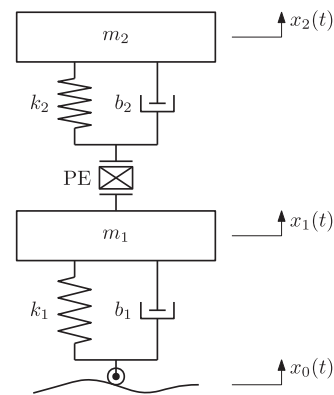 m₂
x₂(t)
k₂
b₂
PE
m₁
x₁(t)
k₁
b₁
x₀(t)